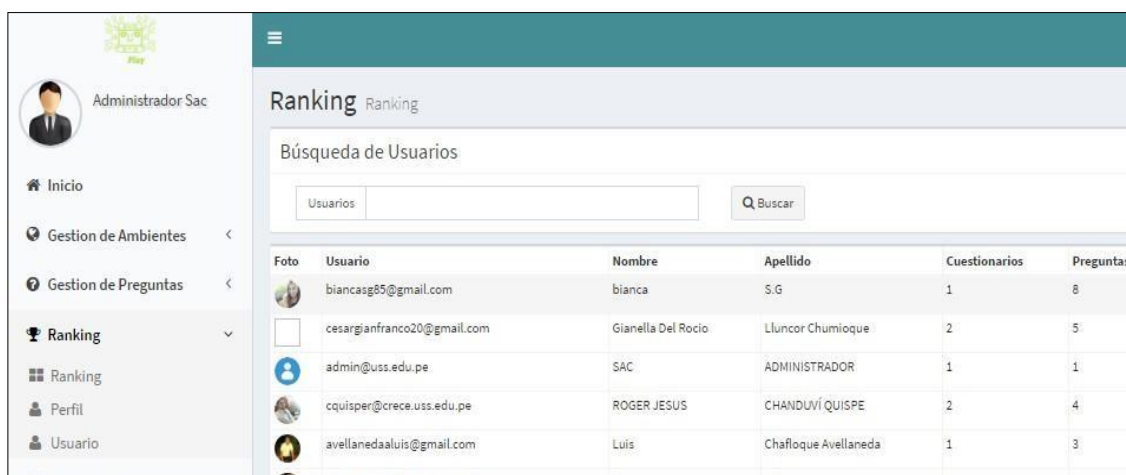 Play
Administrador Sac
Inicio
Gestion de Ambientes
Gestion de Preguntas
Ranking
Ranking
Perfil
Usuario
Ranking Ranking
Búsqueda de Usuarios
Usuarios Buscar
Foto Usuario Nombre Apellido Cuestionarios Preguntas
biancasg85@gmail.com bianca S.G 1 8
cesargianfranco20@gmail.com Gianella Del Rocio Lluncor Chumioque 2 5
admin@uss.edu.pe SAC ADMINISTRADOR 1 1
cquisper@crece.uss.edu.pe ROGER JESUS CHANDUVÍ QUISPE 2 4
avellanedaaluis@gmail.com Luis Chafloque Avellaneda 1 3